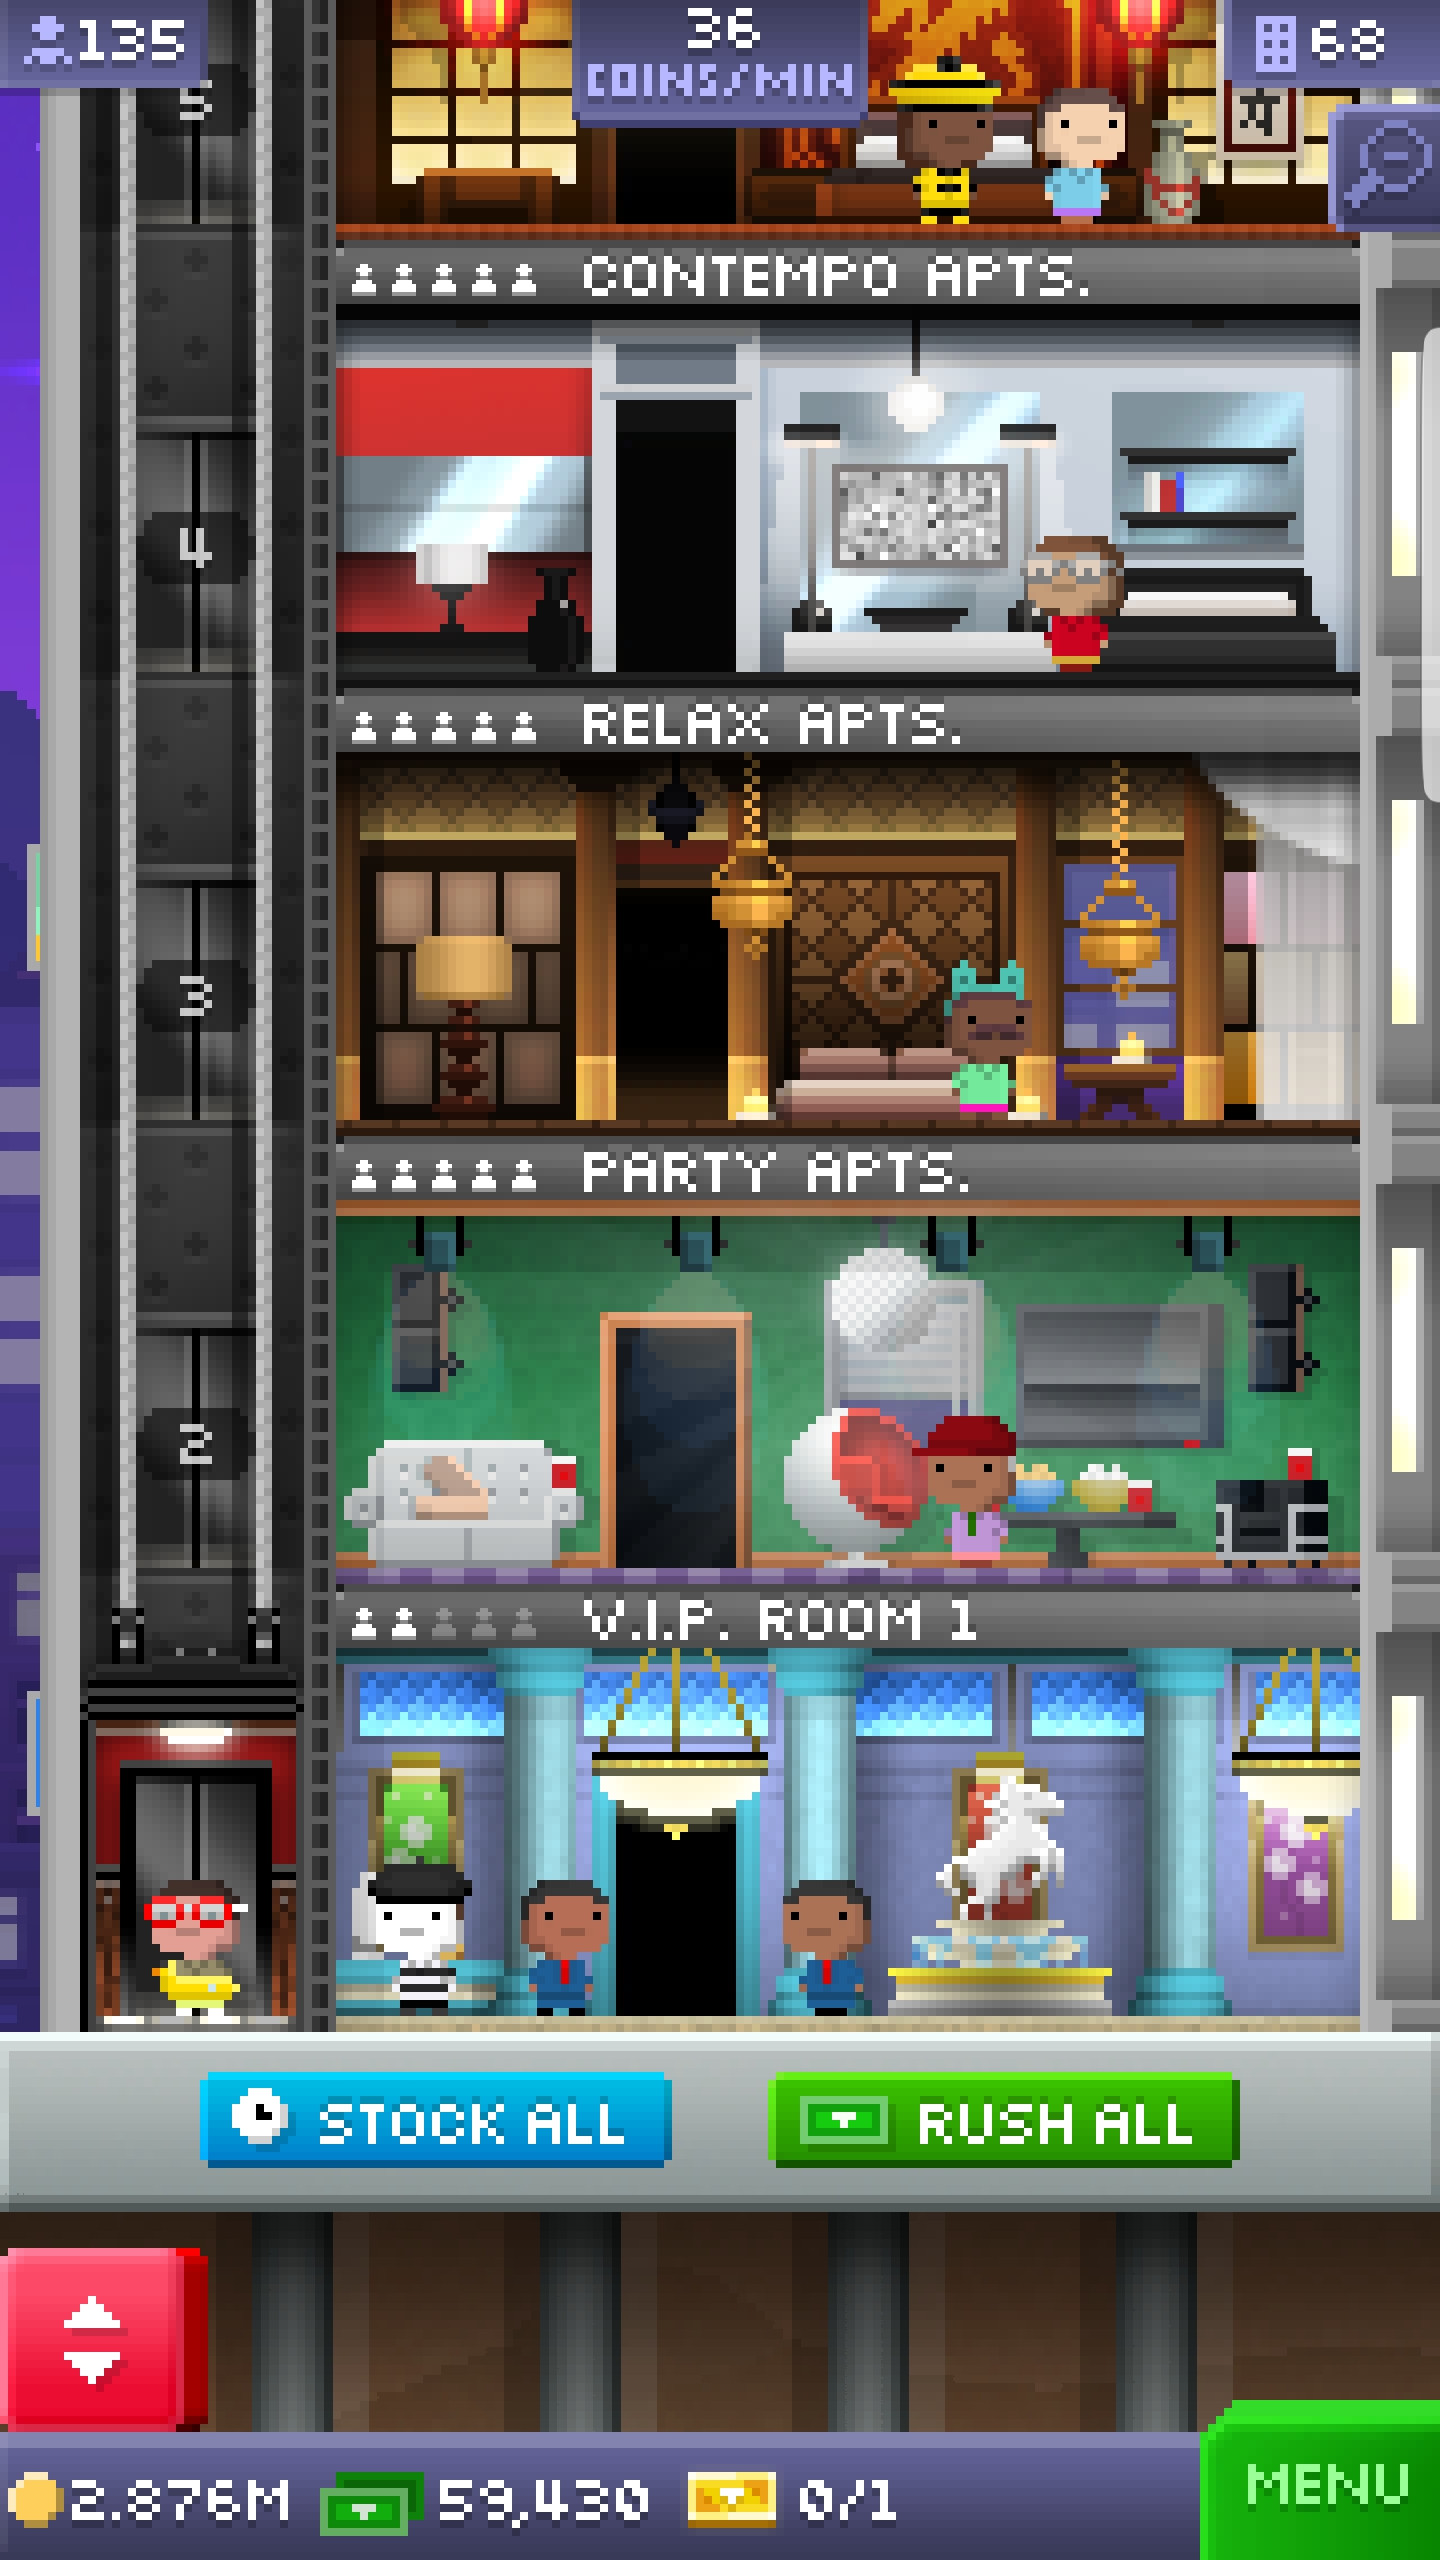 135
36
COINS/MIN
68
5
CONTEMPO APTS.
4
RELAX APTS.
3
PARTY APTS.
2
V.I.P. ROOM 1
STOCK ALL
RUSH ALL
2.876M
59,430
0/1
MENU